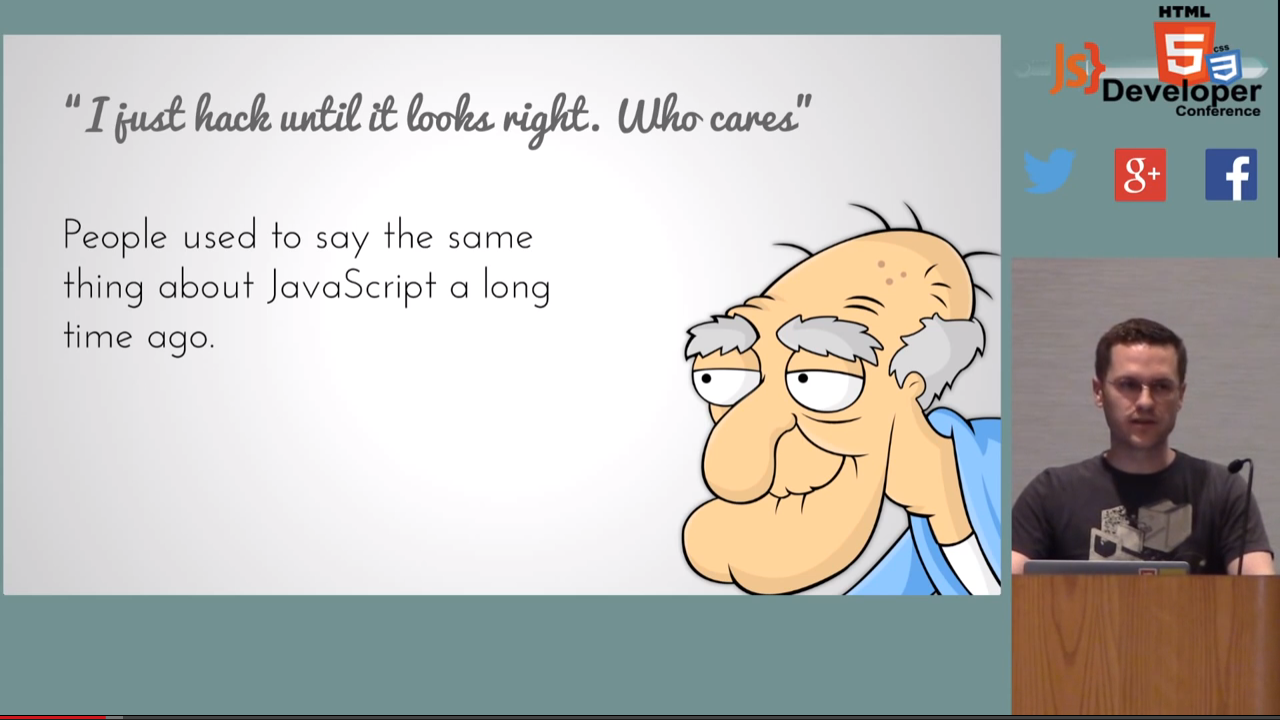 “I just hack until it looks right. Who cares”
People used to say the same
thing about JavaScript a long
time ago.
HTML
JS}
5
css
3
Developer
Conference
g+
f